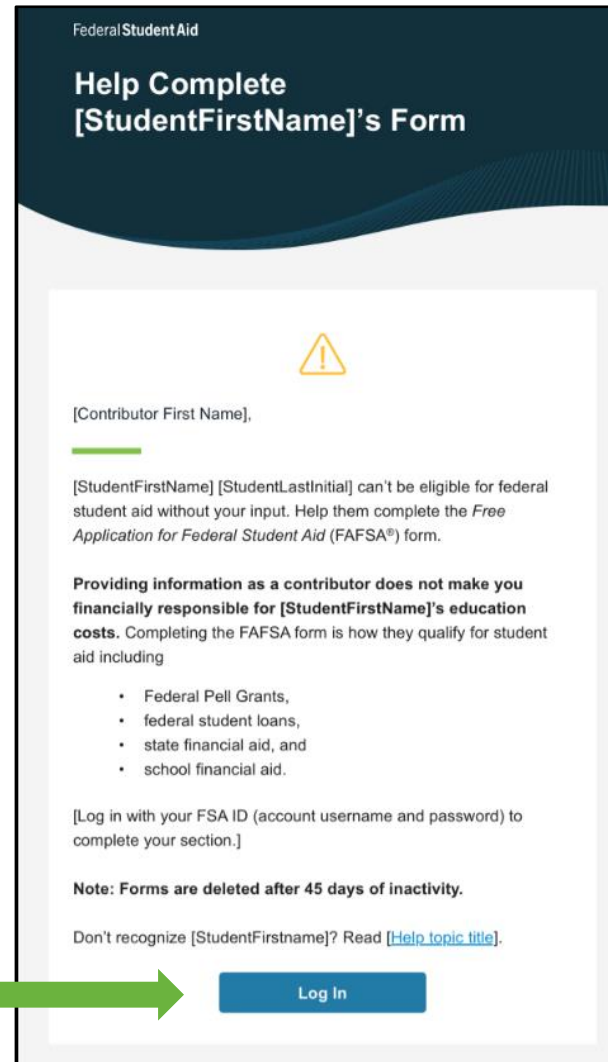 Federal Student Aid
Help Complete
[StudentFirstName]'s Form
[Contributor First Name],
[StudentFirstName] [StudentLastInitial] can't be eligible for federal
student aid without your input. Help them complete the Free
Application for Federal Student Aid (FAFSA®) form.
Providing information as a contributor does not make you
financially responsible for [StudentFirstName]'s education
costs. Completing the FAFSA form is how they qualify for student
aid including
• Federal Pell Grants,
• federal student loans,
• state financial aid, and
• school financial aid.
[Log in with your FSA ID (account username and password) to
complete your section.]
Note: Forms are deleted after 45 days of inactivity.
Don't recognize [StudentFirstname]? Read [Help topic title].
Log In